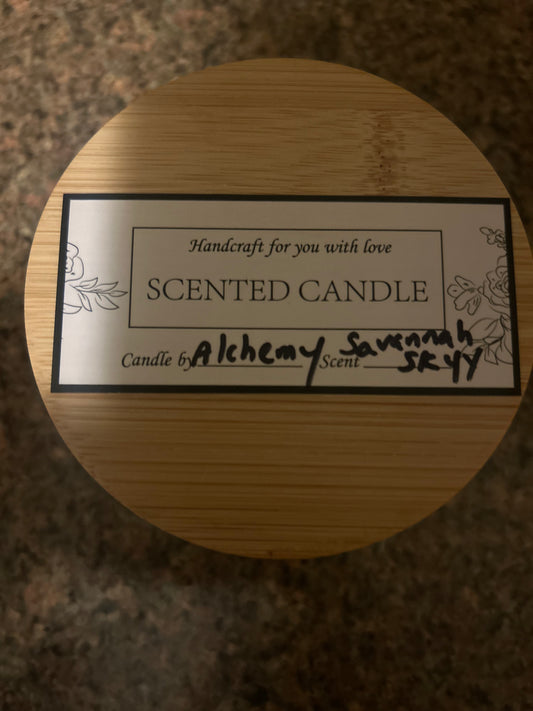 Handcraft for you with love
SCENTED CANDLE
Candle by Alchemy Scent Savannah
SKYY